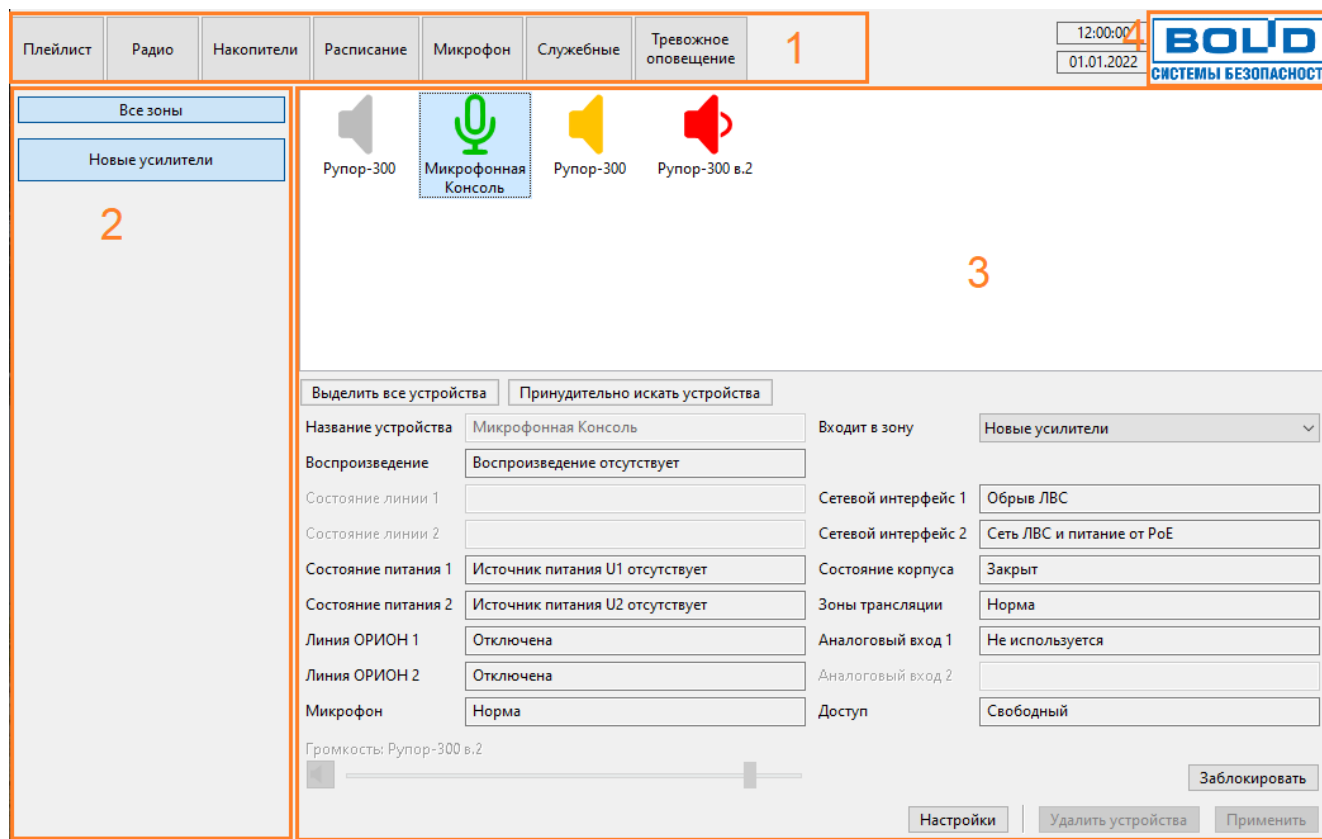 Плейлист
Радио
Накопители
Расписание
Микрофон
Служебные
Тревожное
оповещение
1
12:00:00
01.01.2022
4
BOLID
СИСТЕМЫ БЕЗОПАСНОСТ
Все зоны
Новые усилители
2
Рупор-300
Микрофонная
Консоль
Рупор-300
Рупор-300 в.2
3
Выделить все устройства
Принудительно искать устройства
Название устройства Микрофонная Консоль
Входит в зону Новые усилители
Воспроизведение Воспроизведение отсутствует
Состояние линии 1
Сетевой интерфейс 1 Обрыв ЛВС
Состояние линии 2
Сетевой интерфейс 2 Сеть ЛВС и питание от PoE
Состояние питания 1 Источник питания U1 отсутствует
Состояние корпуса Закрыт
Состояние питания 2 Источник питания U2 отсутствует
Зоны трансляции Норма
Линия ОРИОН 1 Отключена
Аналоговый вход 1 Не используется
Линия ОРИОН 2 Отключена
Аналоговый вход 2
Микрофон Норма
Доступ Свободный
Громкость: Рупор-300 в.2
Заблокировать
Настройки
Удалить устройства
Применить